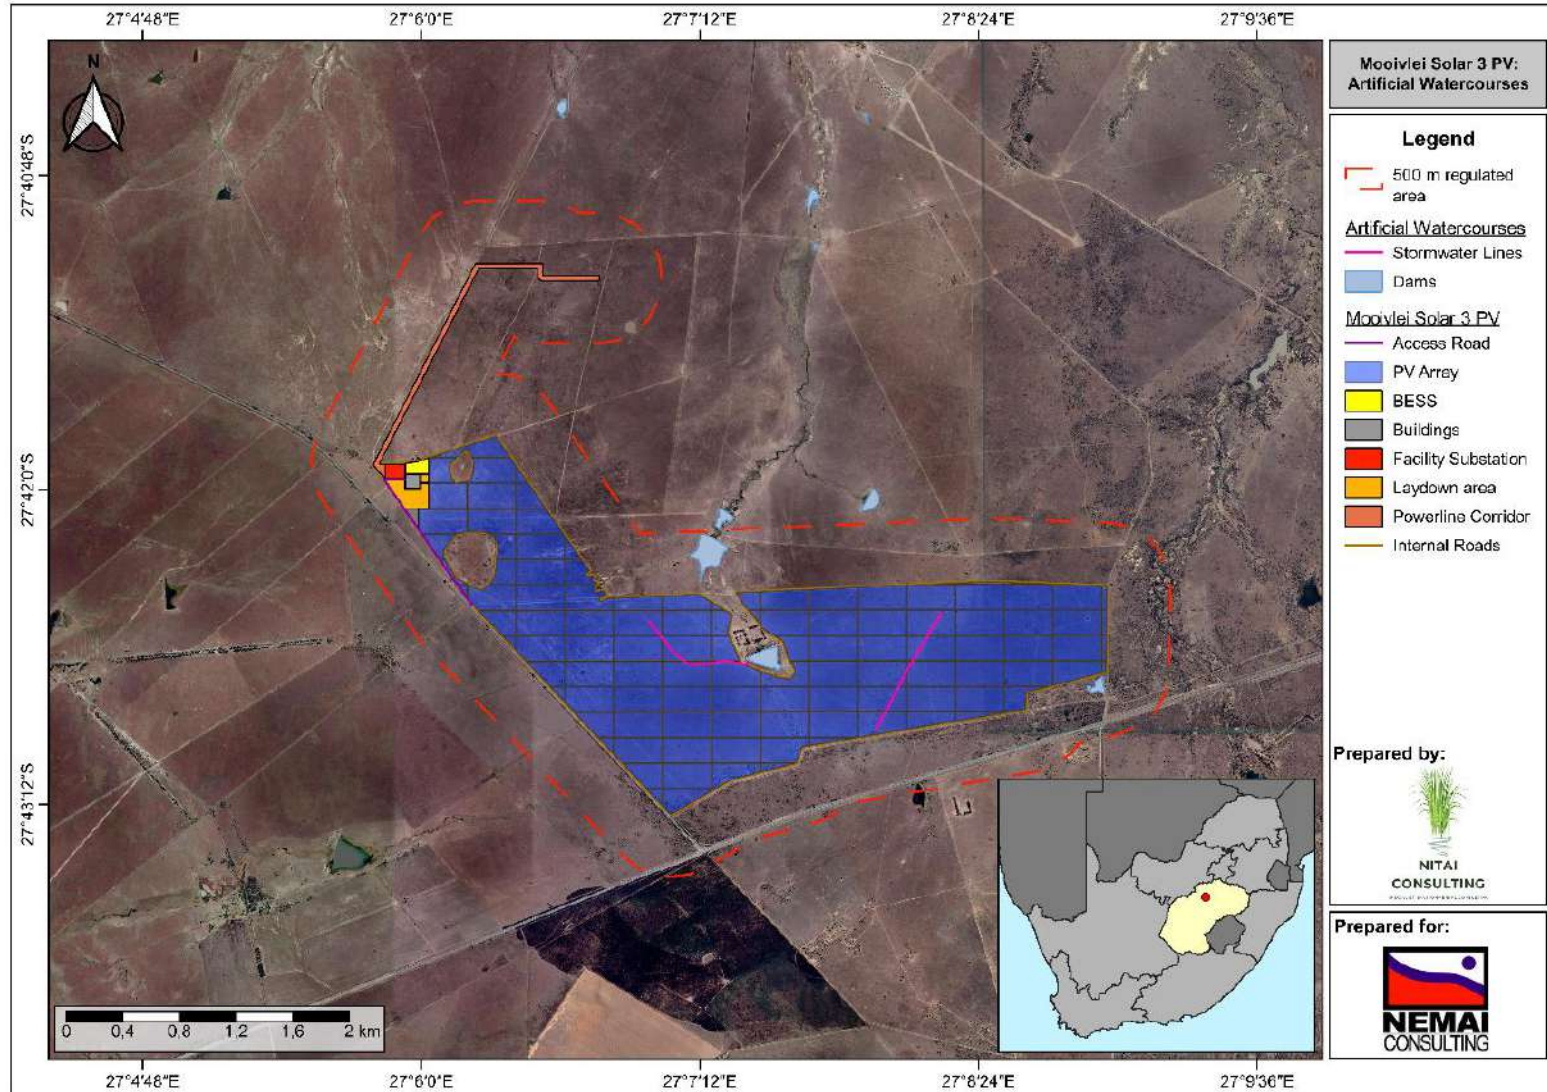 27°4'48"E
27°6'0"E
27°7'12"E
27°8'24"E
27°9'36"E
N
27°40'48"S
27°42'0"S
27°43'12"S
Mooivlei Solar 3 PV:
Artificial Watercourses
Legend
500 m regulated
area
Artificial Watercourses
Stormwater Lines
Dams
Mooivlei Solar 3 PV
Access Road
PV Array
BESS
Buildings
Facility Substation
Laydown area
Powerline Corridor
Internal Roads
Prepared by:
NITAI
CONSULTING
Prepared for:
NEMAI
CONSULTING
0 0,4 0,8 1,2 1,6 2 km
27°4'48"E
27°6'0"E
27°7'12"E
27°8'24"E
27°9'36"E